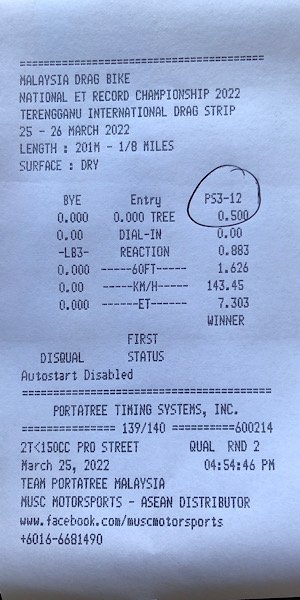 ================================================
MALAYSIA DRAG BIKE
NATIONAL ET RECORD CHAMPIONSHIP 2022
TERENGGANU INTERNATIONAL DRAG STRIP
25 - 26 MARCH 2022
LENGTH : 201M - 1/8 MILES
SURFACE : DRY
BYE Entry PS3-12
0.000 0.000 TREE 0.500
0.00 DIAL-IN 0.00
-LB3- REACTION 0.883
0.000 ------60FT------ 1.626
0.00 ------KM/H----- 143.45
0.000 -------ET------ 7.303
WINNER
FIRST
DISQUAL STATUS
Autostart Disabled
================================================
PORTATREE TIMING SYSTEMS, INC.
================ 139/140 ===========600214
2T<150CC PRO STREET QUAL RND 2
March 25, 2022 04:54:46 PM
TEAM PORTATREE MALAYSIA
MUSC MOTORSPORTS - ASEAN DISTRIBUTOR
www.facebook.com/muscmotorsports
+6016-6681490